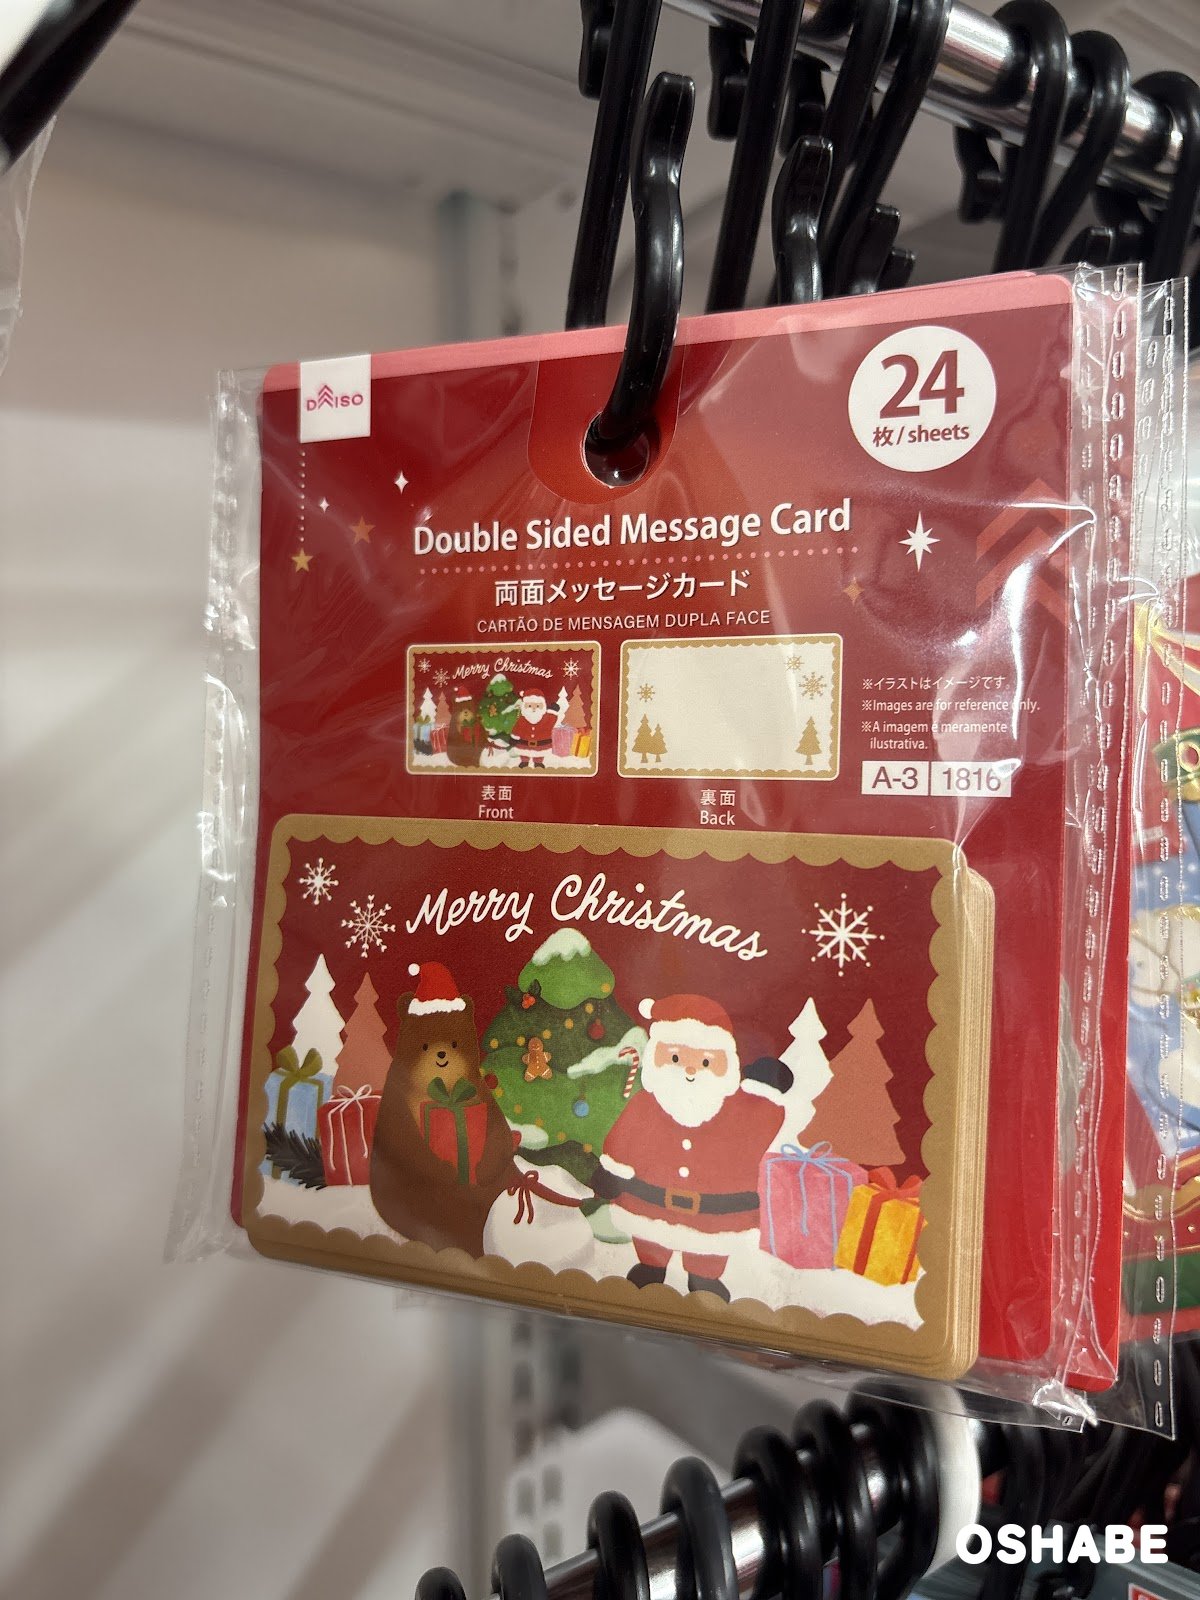 DAISO
24
枚/sheets
Double Sided Message Card
両面メッセージカード
CARTÃO DE MENSAGEM DUPLA FACE
Merry Christmas
表面
Front
裏面
Back
※イラストはイメージです。
※Images are for reference only.
※A imagem é meramente
ilustrativa.
A-3 1816
Merry Christmas
OSHABE